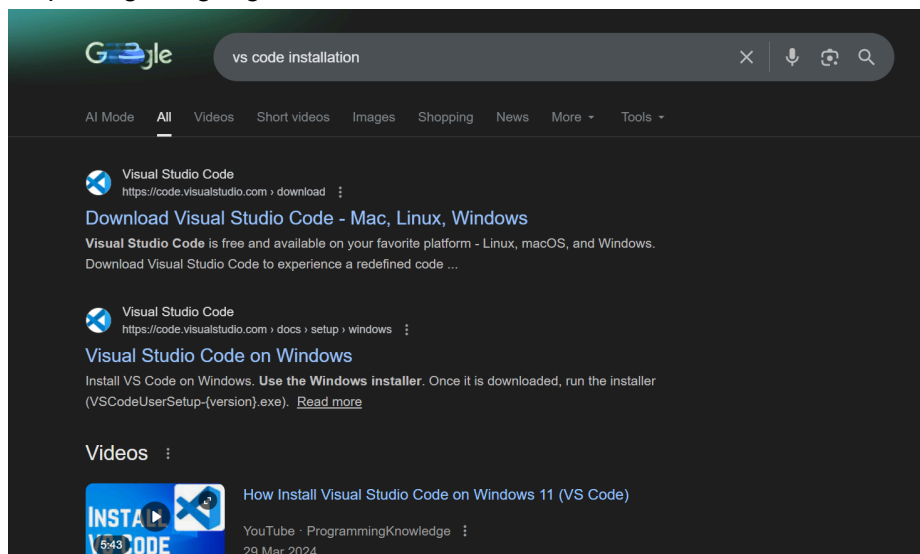 Google
vs code installation
AI Mode All Videos Short videos Images Shopping News More Tools
Visual Studio Code
https://code.visualstudio.com › download
Download Visual Studio Code - Mac, Linux, Windows
Visual Studio Code is free and available on your favorite platform - Linux, macOS, and Windows.
Download Visual Studio Code to experience a redefined code ...
Visual Studio Code
https://code.visualstudio.com › docs › setup › windows
Visual Studio Code on Windows
Install VS Code on Windows. Use the Windows installer. Once it is downloaded, run the installer
(VSCodeUserSetup-{version}.exe). Read more
Videos
How Install Visual Studio Code on Windows 11 (VS Code)
INSTALL
VS CODE
5:43
YouTube · ProgrammingKnowledge
29 Mar 2024